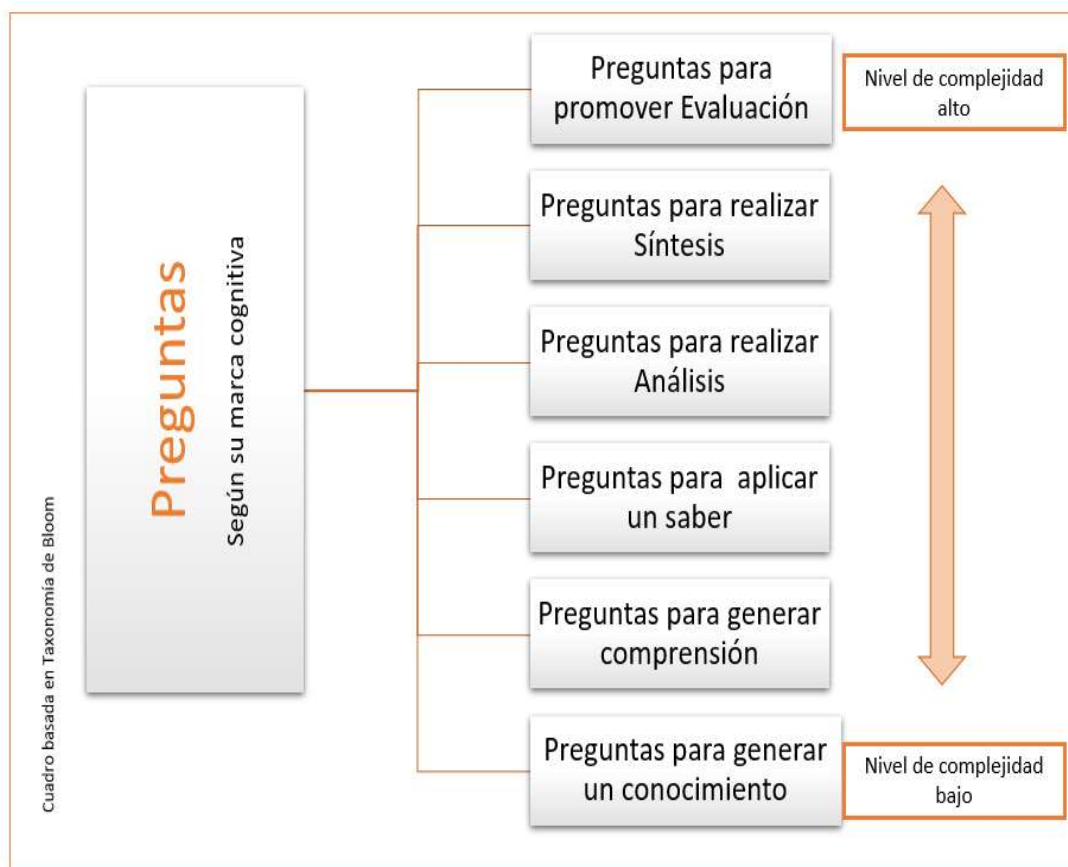 Cuadro basada en Taxonomía de Bloom
Preguntas
Según su marca cognitiva
Preguntas para
promover Evaluación
Nivel de complejidad
alto
Preguntas para realizar
Síntesis
Preguntas para realizar
Análisis
Preguntas para aplicar
un saber
Preguntas para generar
comprensión
Preguntas para generar
un conocimiento
Nivel de complejidad
bajo